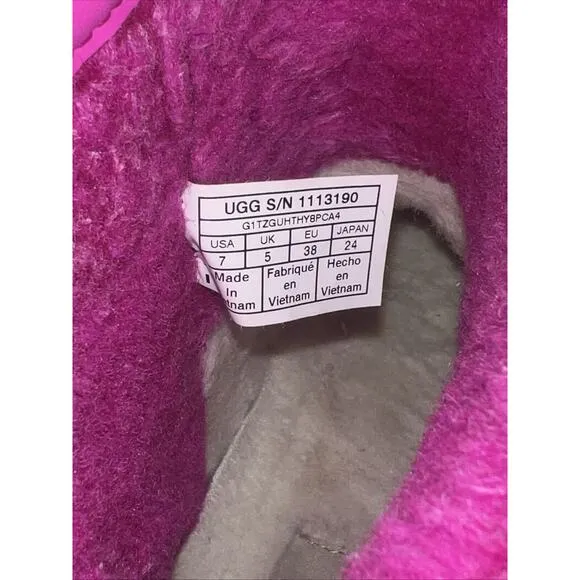 UGG S/N 1113190
G1TZGUHTHY8PCA4
USA UK EU JAPAN
7 5 38 24
Made Fabriqué Hecho
In en en
Vietnam Vietnam